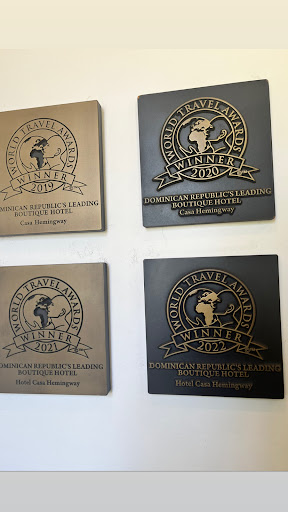 WORLD TRAVEL AWARDS
WINNER
2019
DOMINICAN REPUBLIC'S LEADING
BOUTIQUE HOTEL
Casa Hemingway
WORLD TRAVEL AWARDS
WINNER
2020
DOMINICAN REPUBLIC'S LEADING
BOUTIQUE HOTEL
Casa Hemingway
WORLD TRAVEL AWARDS
WINNER
2021
DOMINICAN REPUBLIC'S LEADING
BOUTIQUE HOTEL
Hotel Casa Hemingway
WORLD TRAVEL AWARDS
WINNER
2022
DOMINICAN REPUBLIC'S LEADING
BOUTIQUE HOTEL
Hotel Casa Hemingway